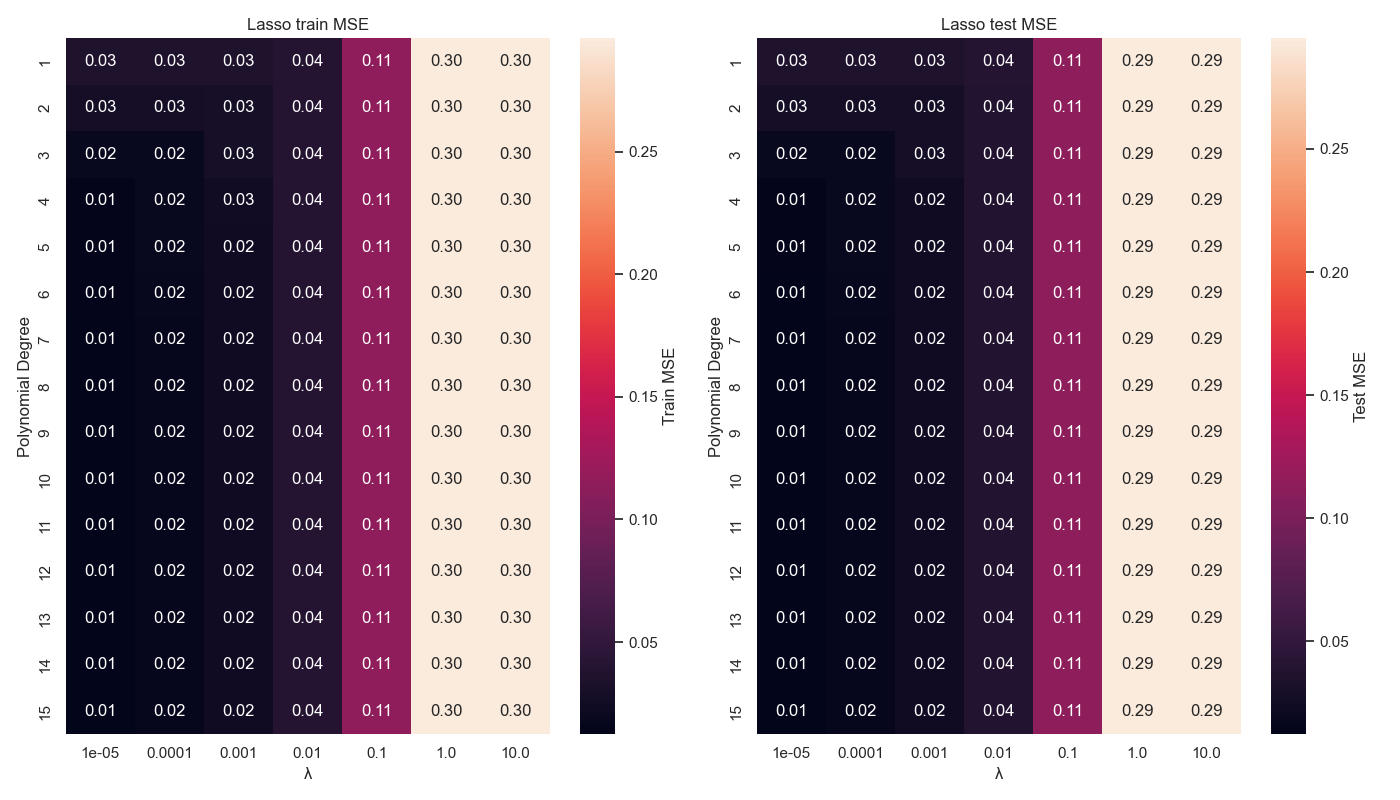 Lasso train MSE
1 0.03 0.03 0.03 0.04 0.11 0.30 0.30
2 0.03 0.03 0.03 0.04 0.11 0.30 0.30
3 0.02 0.02 0.03 0.04 0.11 0.30 0.30
4 0.01 0.02 0.03 0.04 0.11 0.30 0.30
5 0.01 0.02 0.02 0.04 0.11 0.30 0.30
6 0.01 0.02 0.02 0.04 0.11 0.30 0.30
7 0.01 0.02 0.02 0.04 0.11 0.30 0.30
8 0.01 0.02 0.02 0.04 0.11 0.30 0.30
9 0.01 0.02 0.02 0.04 0.11 0.30 0.30
10 0.01 0.02 0.02 0.04 0.11 0.30 0.30
11 0.01 0.02 0.02 0.04 0.11 0.30 0.30
12 0.01 0.02 0.02 0.04 0.11 0.30 0.30
13 0.01 0.02 0.02 0.04 0.11 0.30 0.30
14 0.01 0.02 0.02 0.04 0.11 0.30 0.30
15 0.01 0.02 0.02 0.04 0.11 0.30 0.30
1e-05 0.0001 0.001 0.01 0.1 1.0 10.0
λ
Polynomial Degree
0.25
0.20
0.15
0.10
0.05
Train MSE
Lasso test MSE
1 0.03 0.03 0.03 0.04 0.11 0.29 0.29
2 0.03 0.03 0.03 0.04 0.11 0.29 0.29
3 0.02 0.02 0.03 0.04 0.11 0.29 0.29
4 0.01 0.02 0.02 0.04 0.11 0.29 0.29
5 0.01 0.02 0.02 0.04 0.11 0.29 0.29
6 0.01 0.02 0.02 0.04 0.11 0.29 0.29
7 0.01 0.02 0.02 0.04 0.11 0.29 0.29
8 0.01 0.02 0.02 0.04 0.11 0.29 0.29
9 0.01 0.02 0.02 0.04 0.11 0.29 0.29
10 0.01 0.02 0.02 0.04 0.11 0.29 0.29
11 0.01 0.02 0.02 0.04 0.11 0.29 0.29
12 0.01 0.02 0.02 0.04 0.11 0.29 0.29
13 0.01 0.02 0.02 0.04 0.11 0.29 0.29
14 0.01 0.02 0.02 0.04 0.11 0.29 0.29
15 0.01 0.02 0.02 0.04 0.11 0.29 0.29
1e-05 0.0001 0.001 0.01 0.1 1.0 10.0
λ
Polynomial Degree
0.25
0.20
0.15
0.10
0.05
Test MSE